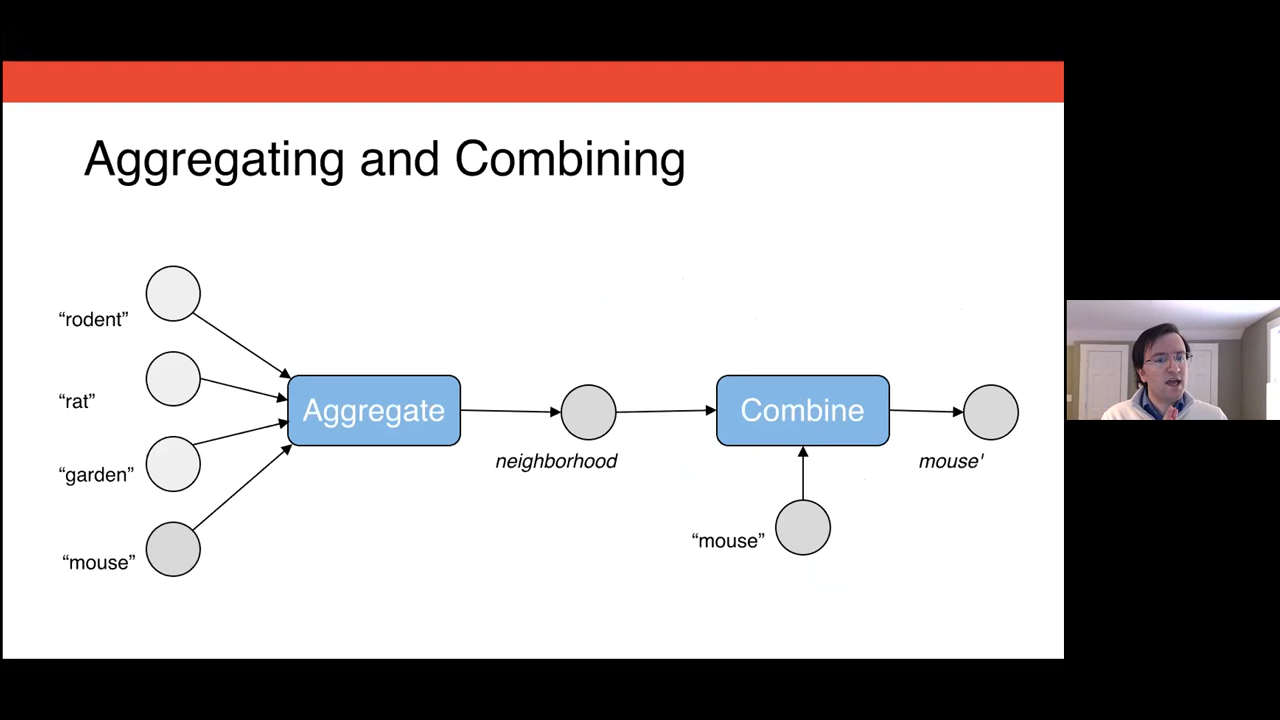 Aggregating and Combining
“rodent”
“rat”
“garden”
“mouse”
Aggregate
neighborhood
Combine
“mouse”
mouse'